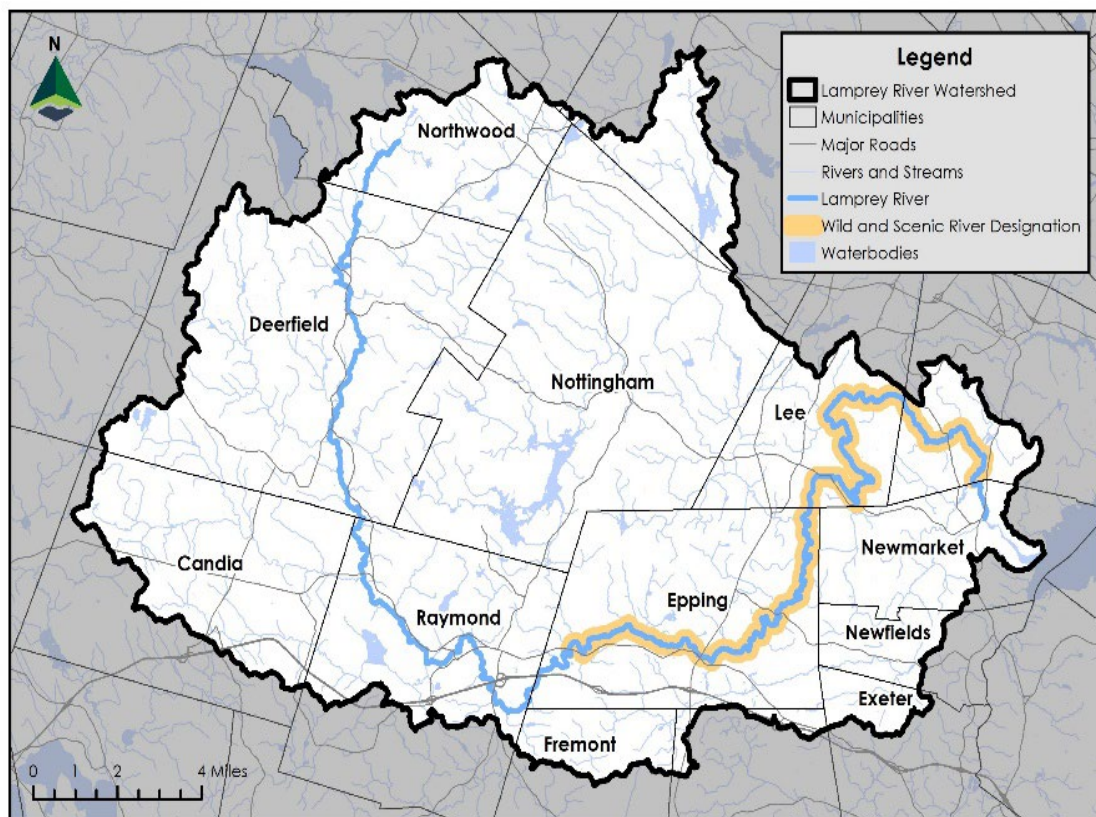 N
Legend
Lamprey River Watershed
Municipalities
Major Roads
Rivers and Streams
Lamprey River
Wild and Scenic River Designation
Waterbodies
Northwood
Deerfield
Nottingham
Lee
Candia
Raymond
Epping
Newmarket
Newfields
Exeter
Fremont
0 1 2 4 Miles